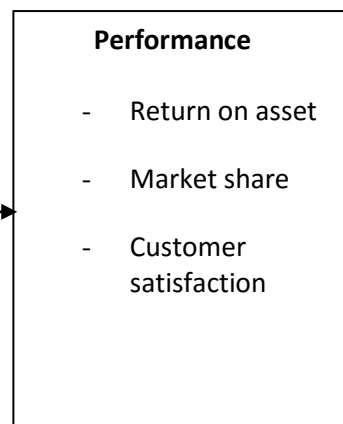 Performance
- Return on asset
- Market share
- Customer
satisfaction